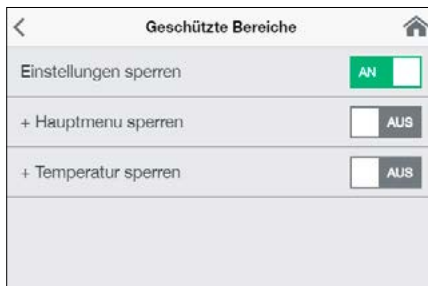 Geschützte Bereiche
Einstellungen sperren AN
+ Hauptmenu sperren AUS
+ Temperatur sperren AUS